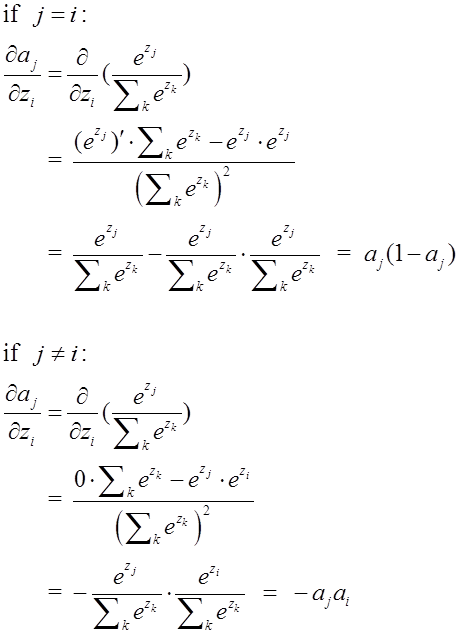 if j = i:
∂a_j/∂z_i = ∂/∂z_i (e^{z_j} / ∑_k e^{z_k})
= ((e^{z_j})′ · ∑_k e^{z_k} − e^{z_j} · e^{z_j}) / (∑_k e^{z_k})^2
= e^{z_j} / ∑_k e^{z_k} − e^{z_j} / ∑_k e^{z_k} · e^{z_j} / ∑_k e^{z_k} = a_j(1 − a_j)
if j ≠ i:
∂a_j/∂z_i = ∂/∂z_i (e^{z_j} / ∑_k e^{z_k})
= (0 · ∑_k e^{z_k} − e^{z_j} · e^{z_i}) / (∑_k e^{z_k})^2
= − e^{z_j} / ∑_k e^{z_k} · e^{z_i} / ∑_k e^{z_k} = −a_j a_i